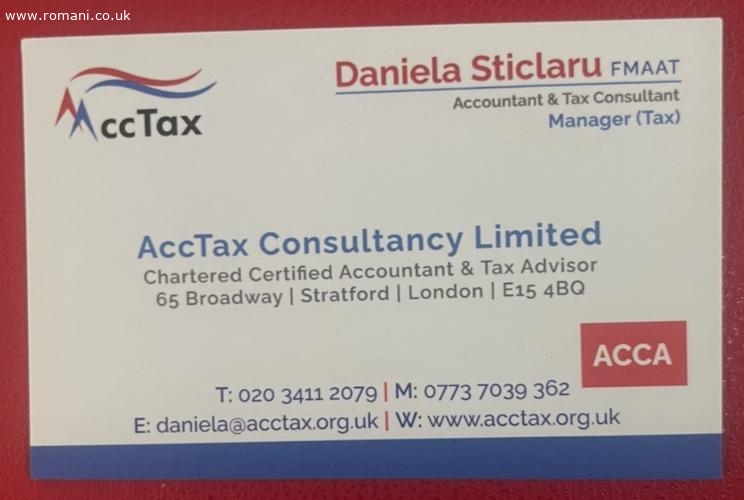 www.romani.co.uk
AccTax
Daniela Sticlaru FMAAT
Accountant & Tax Consultant
Manager (Tax)
AccTax Consultancy Limited
Chartered Certified Accountant & Tax Advisor
65 Broadway | Stratford | London | E15 4BQ
ACCA
T: 020 3411 2079 | M: 0773 7039 362
E: daniela@acctax.org.uk | W: www.acctax.org.uk